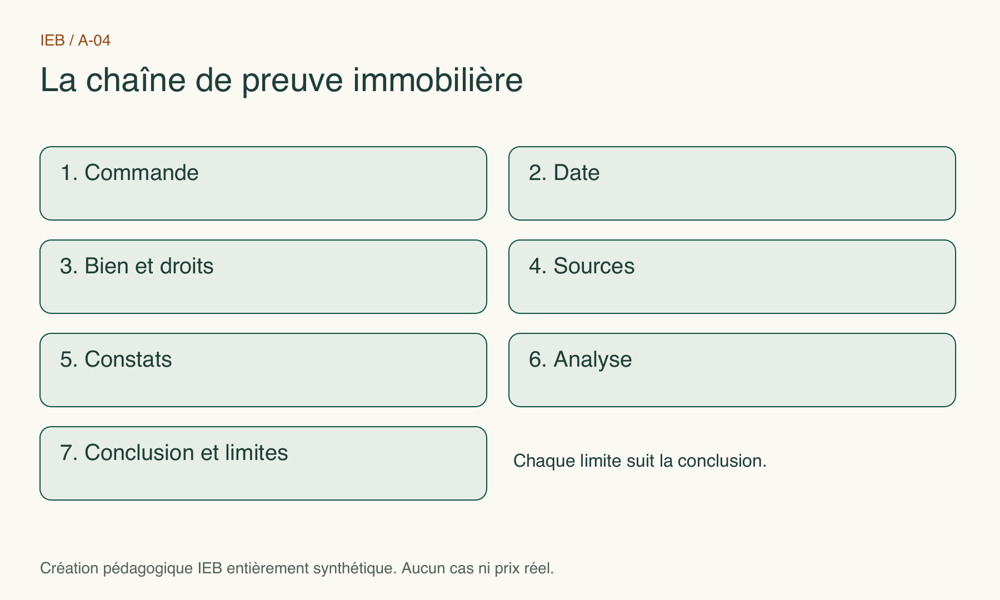 IEB / A-04
La chaîne de preuve immobilière
1. Commande
2. Date
3. Bien et droits
4. Sources
5. Constats
6. Analyse
7. Conclusion et limites
Chaque limite suit la conclusion.
Création pédagogique IEB entièrement synthétique. Aucun cas ni prix réel.